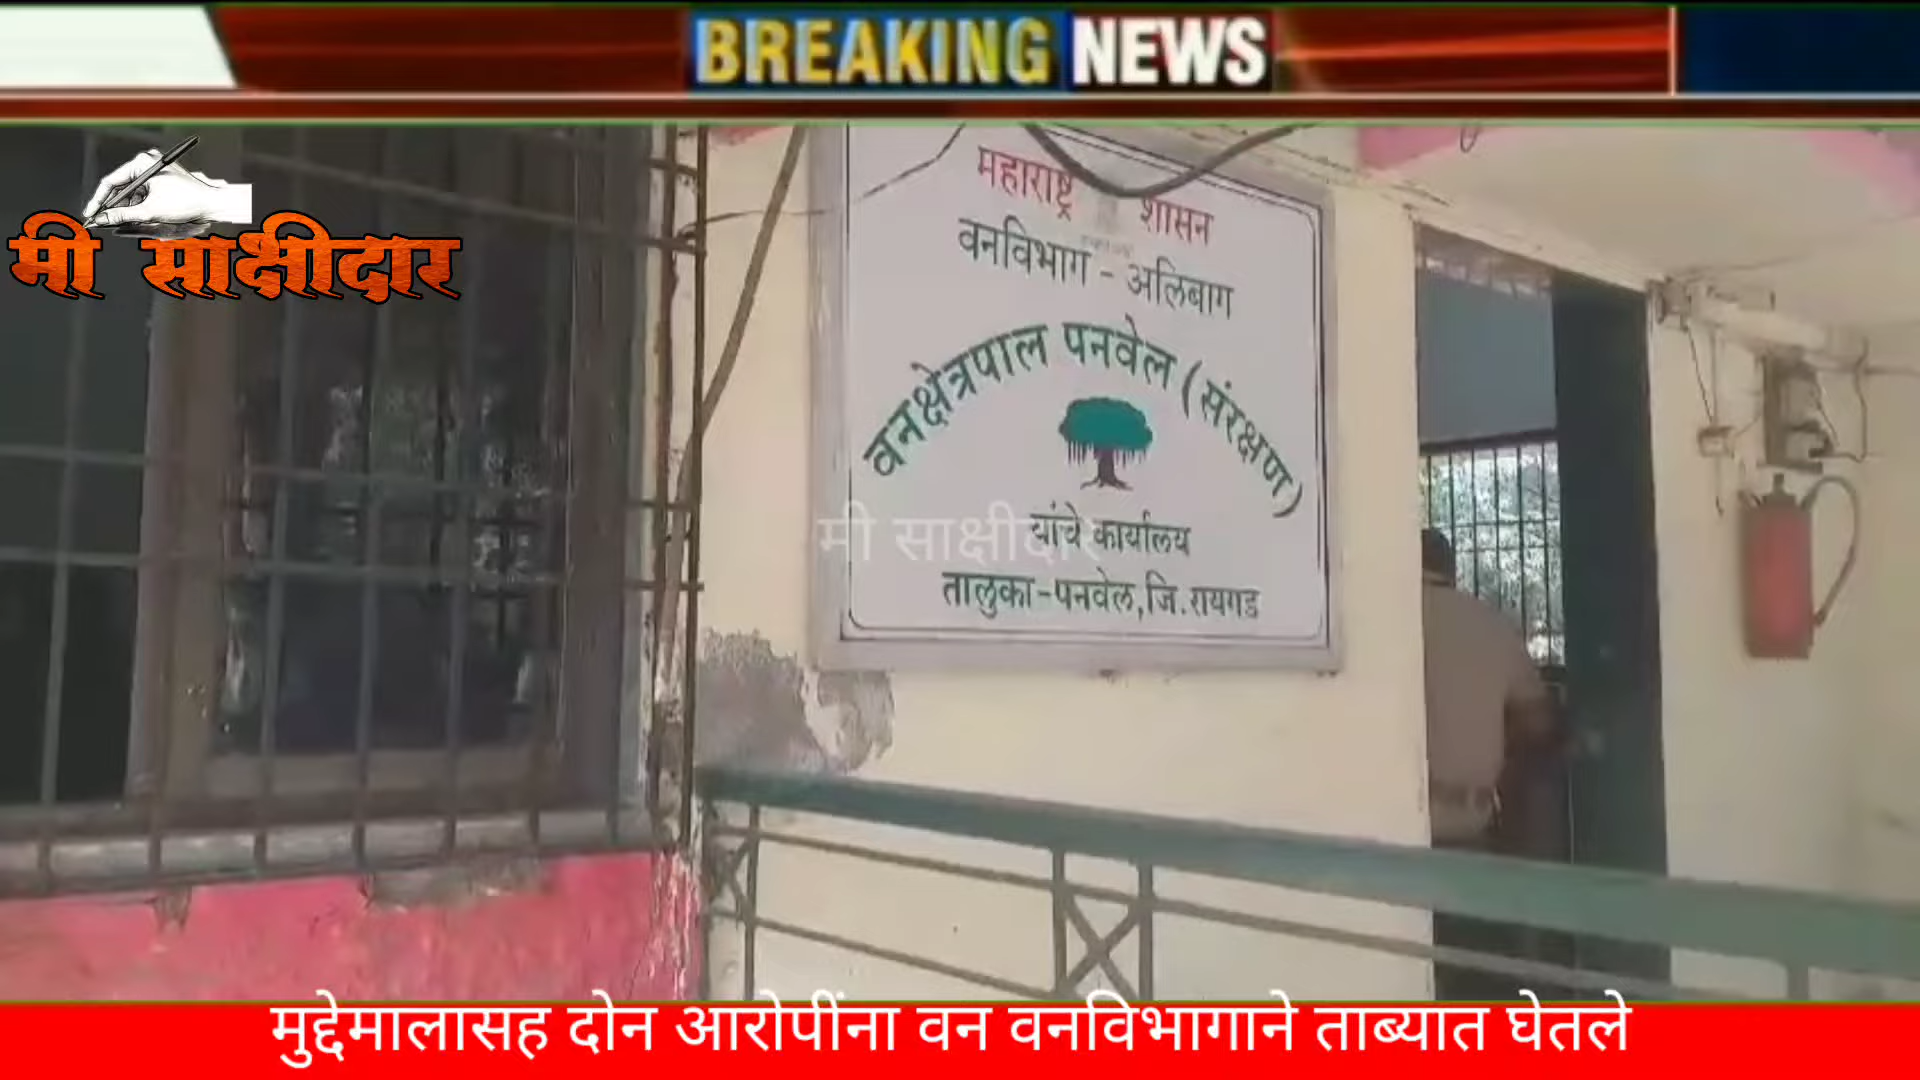 BREAKING NEWS
मी साक्षीदार
महाराष्ट्र शासन
वनविभाग - अलिबाग
वनक्षेत्रपाल पनवेल (संरक्षण)
मी साक्षीदार
यांचे कार्यालय
तालुका-पनवेल,जि.रायगड
मुद्देमालासह दोन आरोपींना वन वनविभागाने ताब्यात घेतले